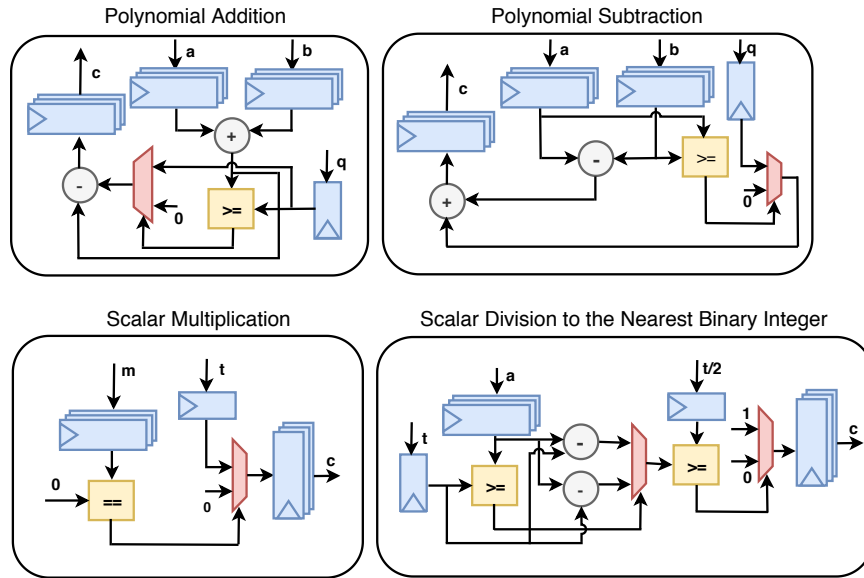 Polynomial Addition
a
b
c
+
q
-
0
>=
Polynomial Subtraction
a
b
q
c
-
>=
0
+
Scalar Multiplication
m
t
0
==
0
c
Scalar Division to the Nearest Binary Integer
a
t/2
t
-
1
c
>=
>=
-
0